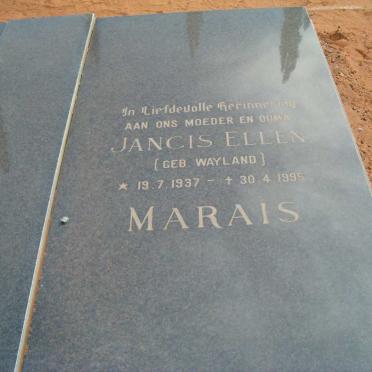 In Liefdevolle Herinnering
AAN ONS MOEDER EN OUMA
JANCIS ELLEN
(GEB. WAYLAND)
* 19.7.1937 - † 30.4.1995
MARAIS